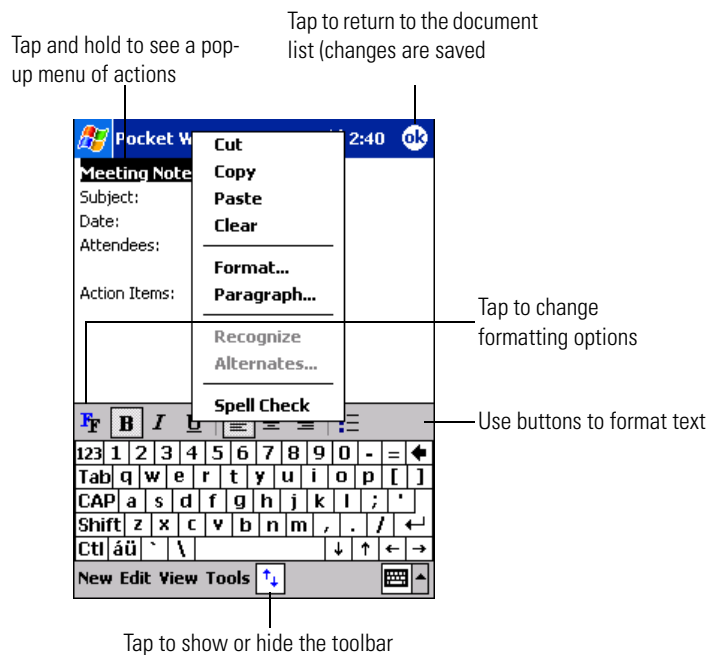 Tap to return to the document
list (changes are saved
Tap and hold to see a pop-
up menu of actions
Pocket W 2:40 ok
Meeting Note
Subject:
Date:
Attendees:
Action Items:
Cut
Copy
Paste
Clear
Format...
Paragraph...
Recognize
Alternates...
Spell Check
Tap to change
formatting options
FF B I U
Use buttons to format text
123 1 2 3 4 5 6 7 8 9 0 - =
Tab q w e r t y u i o p [ ]
CAP a s d f g h j k l ; '
Shift z x c v b n m , . / ↵
Ctl áü ` \ ↓ ↑ ← →
New Edit View Tools
Tap to show or hide the toolbar